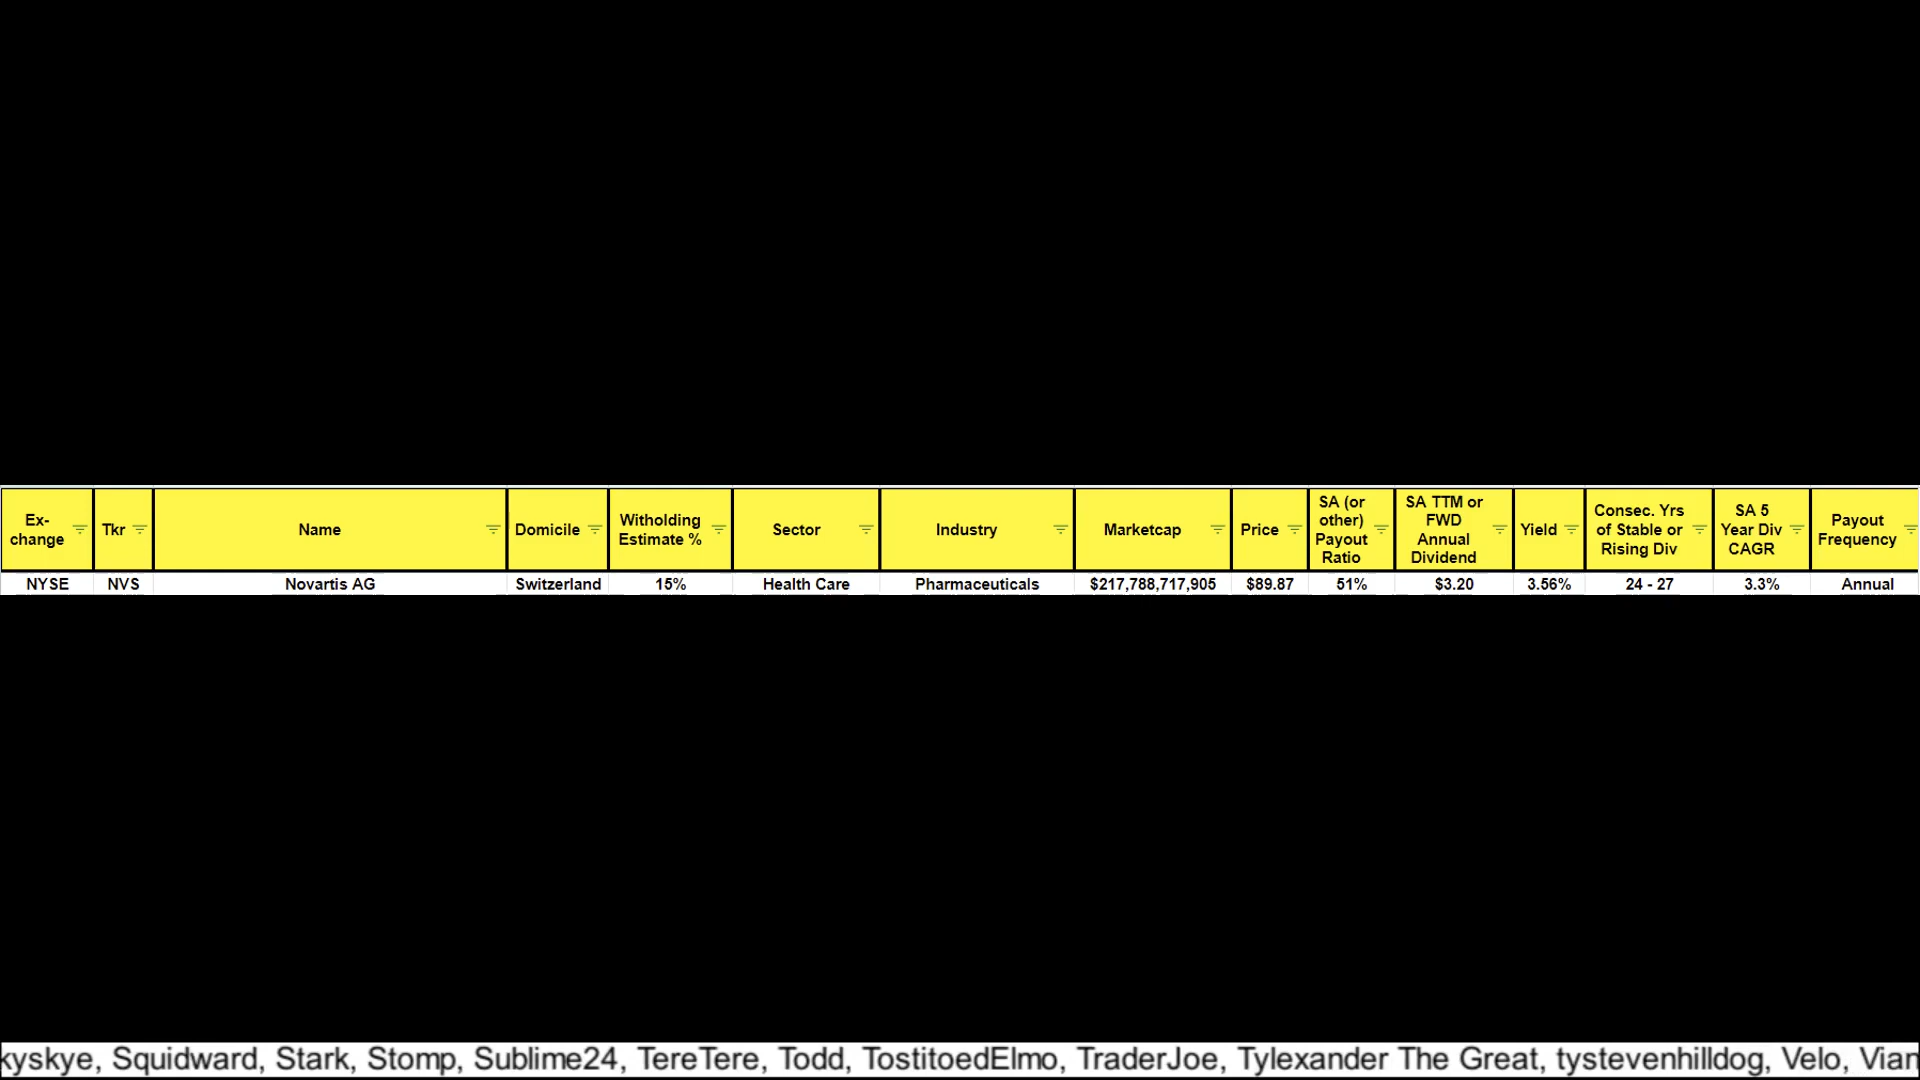 Ex-
change
Tkr
Name
Domicile
Witholding
Estimate %
Sector
Industry
Marketcap
Price
SA (or
other)
Payout
Ratio
SA TTM or
FWD
Annual
Dividend
Yield
Consec. Yrs
of Stable or
Rising Div
SA 5
Year Div
CAGR
Payout
Frequency
NYSE NVS Novartis AG Switzerland 15% Health Care Pharmaceuticals $217,788,717,905 $89.87 51% $3.20 3.56% 24 - 27 3.3% Annual
kyskye, Squidward, Stark, Stomp, Sublime24, TereTere, Todd, TostitoedElmo, TraderJoe, Tylexander The Great, tystevenhilldog, Velo, Vian